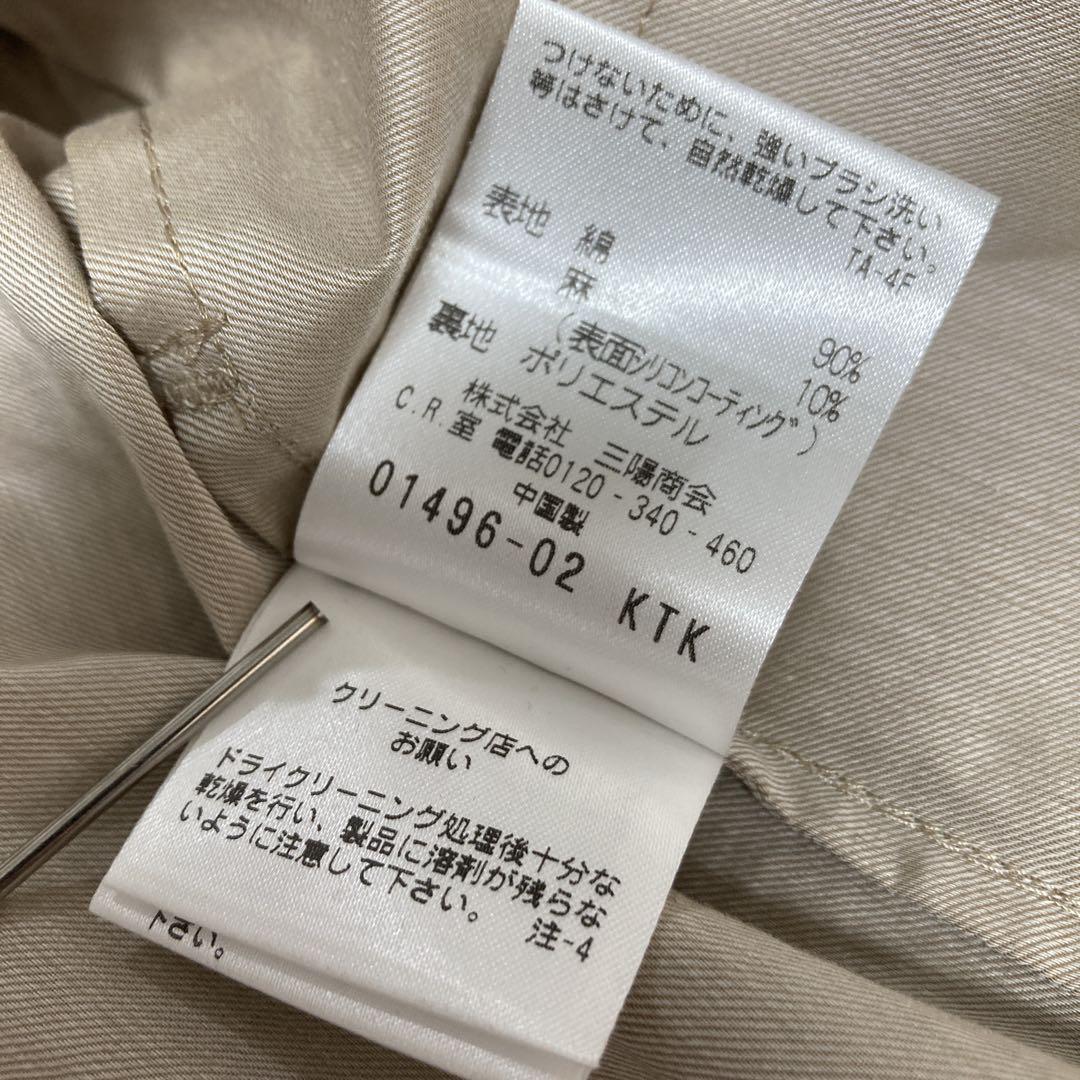 つけないために、強いブラシ洗い
等はさけて、自然乾燥して下さい。
TA-4F
表地 綿 90%
麻 10%
(表面シリコンコーティング)
裏地 ポリエステル
株式会社 三陽商会
C.R.室 電話0120-340-460
中国製
01496-02 KTK
クリーニング店への
お願い
ドライクリーニング処理後十分な
乾燥を行い、製品に溶剤が残らな
いように注意して下さい。
注-4
下さい。